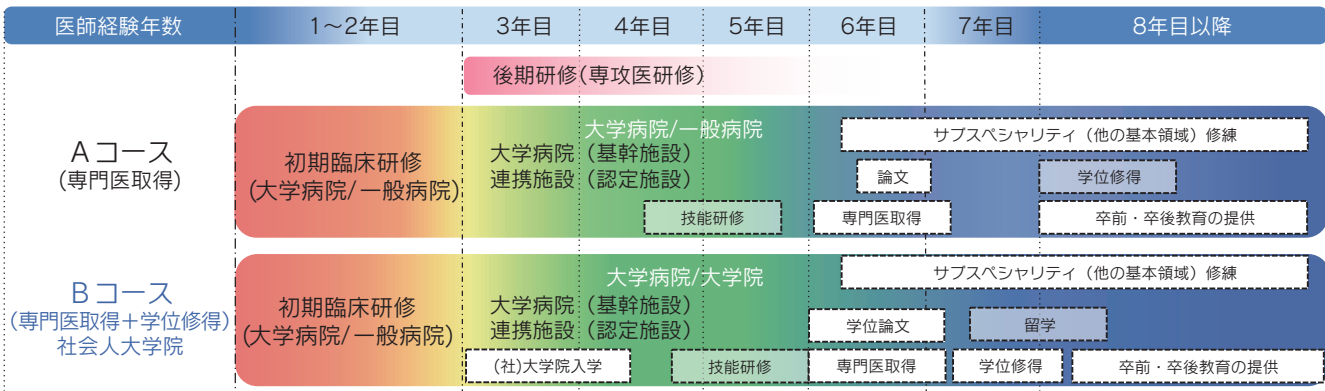 医師経験年数
1～2年目
3年目
4年目
5年目
6年目
7年目
8年目以降
後期研修(専攻医研修)
Aコース
(専門医取得)
初期臨床研修
(大学病院/一般病院)
大学病院/一般病院
大学病院（基幹施設）
連携施設（認定施設）
サブスペシャリティ（他の基本領域）修練
論文
学位修得
技能研修
専門医取得
卒前・卒後教育の提供
Bコース
(専門医取得＋学位修得)
社会人大学院
初期臨床研修
(大学病院/一般病院)
大学病院/大学院
大学病院（基幹施設）
連携施設（認定施設）
サブスペシャリティ（他の基本領域）修練
学位論文
留学
(社)大学院入学
技能研修
専門医取得
学位修得
卒前・卒後教育の提供